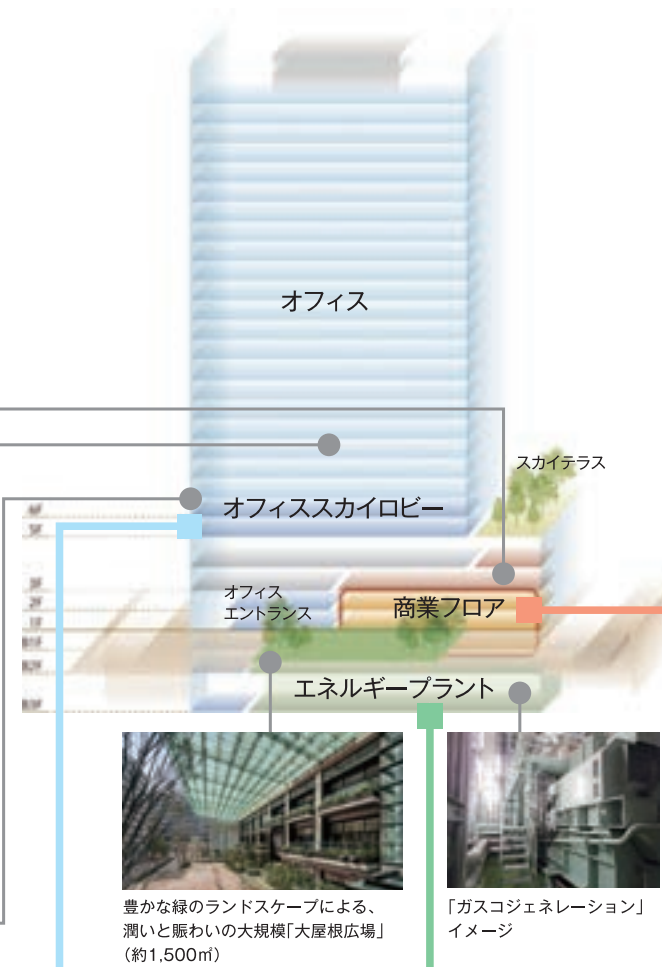 オフィス
スカイテラス
オフィススカイロビー
オフィス
エントランス
商業フロア
エネルギープラント
豊かな緑のランドスケープによる、
潤いと賑わいの大規模「大屋根広場」
（約1,500㎡）
「ガスコジェネレーション」
イメージ